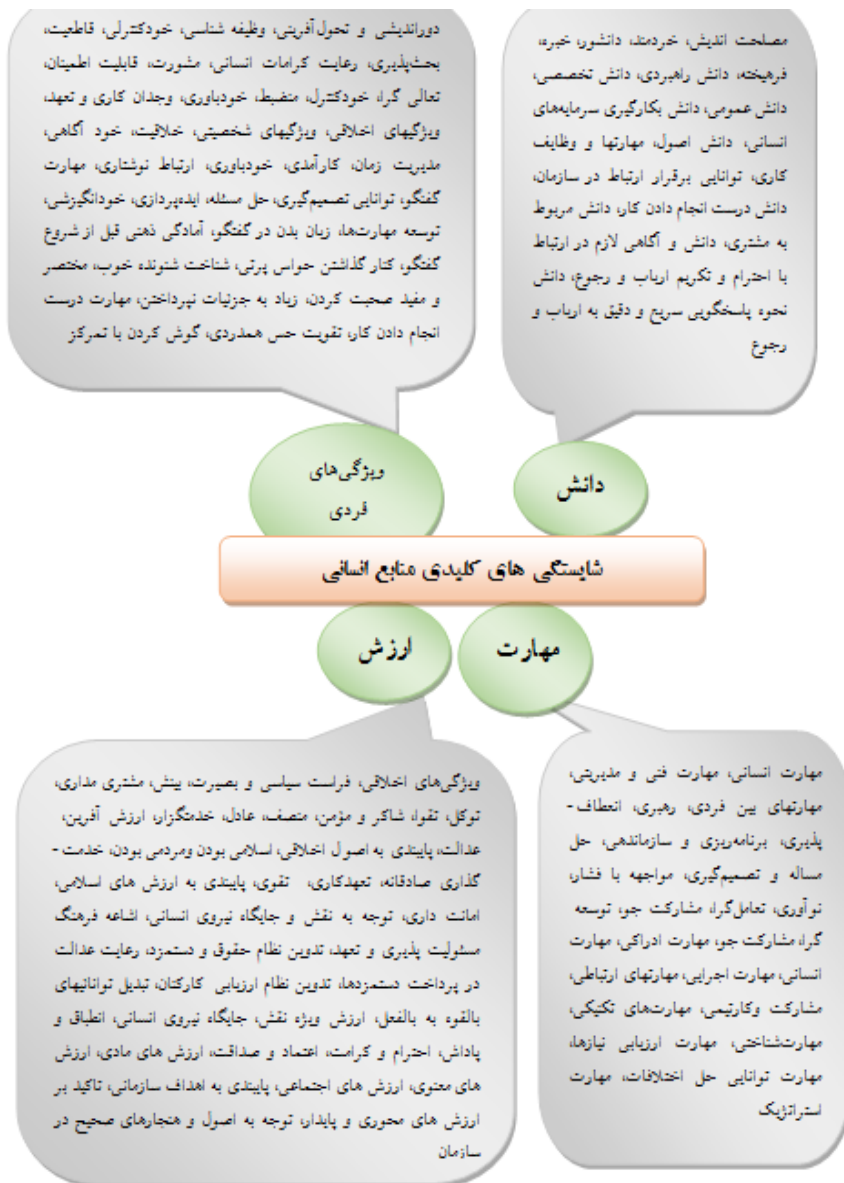 مصلحت اندیش، خردمند، دانشور، خبره،
فرهیخته، دانش راهبردی، دانش تخصصی،
دانش عمومی، دانش بکارگیری سرمایه‌های
انسانی، دانش اصول، مهارتها و وظایف
کاری، توانایی برقرار ارتباط در سازمان،
دانش درست انجام دادن کار، دانش مربوط
به مشتری، دانش و آگاهی لازم در ارتباط
با احترام و تکریم ارباب و رجوع، دانش
نحوه پاسخگویی سریع و دقیق به ارباب و
رجوع
دوراندیشی و تحول‌آفرینی، وظیفه شناسی، خودکنترلی، قاطعیت،
بحث‌پذیری، رعایت کرامات انسانی، مشورت، قابلیت اطمینان،
تعالی گرا، خودکنترل، منضبط، خودباوری، وجدان کاری و تعهد،
ویژگیهای اخلاقی، ویژگیهای شخصیتی، خلاقیت، خود آگاهی،
مدیریت زمان، کارآمدی، خودباوری، ارتباط نوشتاری، مهارت
گفتگو، توانایی تصمیم‌گیری، حل مسئله، ایده‌پردازی، خودانگیزشی،
توسعه مهارت‌ها، زبان بدن در گفتگو، آمادگی ذهنی قبل از شروع
گفتگو، کنار گذاشتن حواس پرتی، شناخت شنونده خوب، مختصر
و مفید صحبت کردن، زیاد به جزئیات نپرداختن، مهارت درست
انجام دادن کار، تقویت حس همدردی، گوش کردن با تمرکز
دانش
ویژگی‌های
فردی
شایستگی های کلیدی منابع انسانی
مهارت
ارزش
مهارت انسانی، مهارت فنی و مدیریتی،
مهارتهای بین فردی، رهبری، انعطاف-
پذیری، برنامه‌ریزی و سازماندهی، حل
مساله و تصمیم‌گیری، مواجهه با فشار،
نوآوری، تعامل‌گرا، مشارکت جو، توسعه
گرا، مشارکت جو، مهارت ادراکی، مهارت
انسانی، مهارت اجرایی، مهارتهای ارتباطی،
مشارکت وکارتیمی، مهارت‌های تکنیکی،
مهارت‌شناختی، مهارت ارزیابی نیازها،
مهارت توانایی حل اختلافات، مهارت
استراتژیک
ویژگی‌های اخلاقی، فراست سیاسی و بصیرت، بینش، مشتری مداری،
توکل، تقوا، شاکر و مؤمن، منصف، عادل، خدمتگزار، ارزش آفرین،
عدالت، پایبندی به اصول اخلاقی، اسلامی بودن ومردمی بودن، خدمت-
گذاری صادقانه، تعهدکاری، تقوی، پایبندی به ارزش های اسلامی،
امانت داری، توجه به نقش و جایگاه نیروی انسانی، اشاعه فرهنگ
مسئولیت پذیری و تعهد، تدوین نظام حقوق و دستمزد، رعایت عدالت
در پرداخت دستمزدها، تدوین نظام ارزیابی کارکنان، تبدیل توانائیهای
بالقوه به بالفعل، ارزش ویژه نقش، جایگاه نیروی انسانی، انطباق و
پاداش، احترام و کرامت، اعتماد و صداقت، ارزش های مادی، ارزش
های معنوی، ارزش های اجتماعی، پایبندی به اهداف سازمانی، تاکید بر
ارزش های محوری و پایدار، توجه به اصول و هنجارهای صحیح در
سازمان